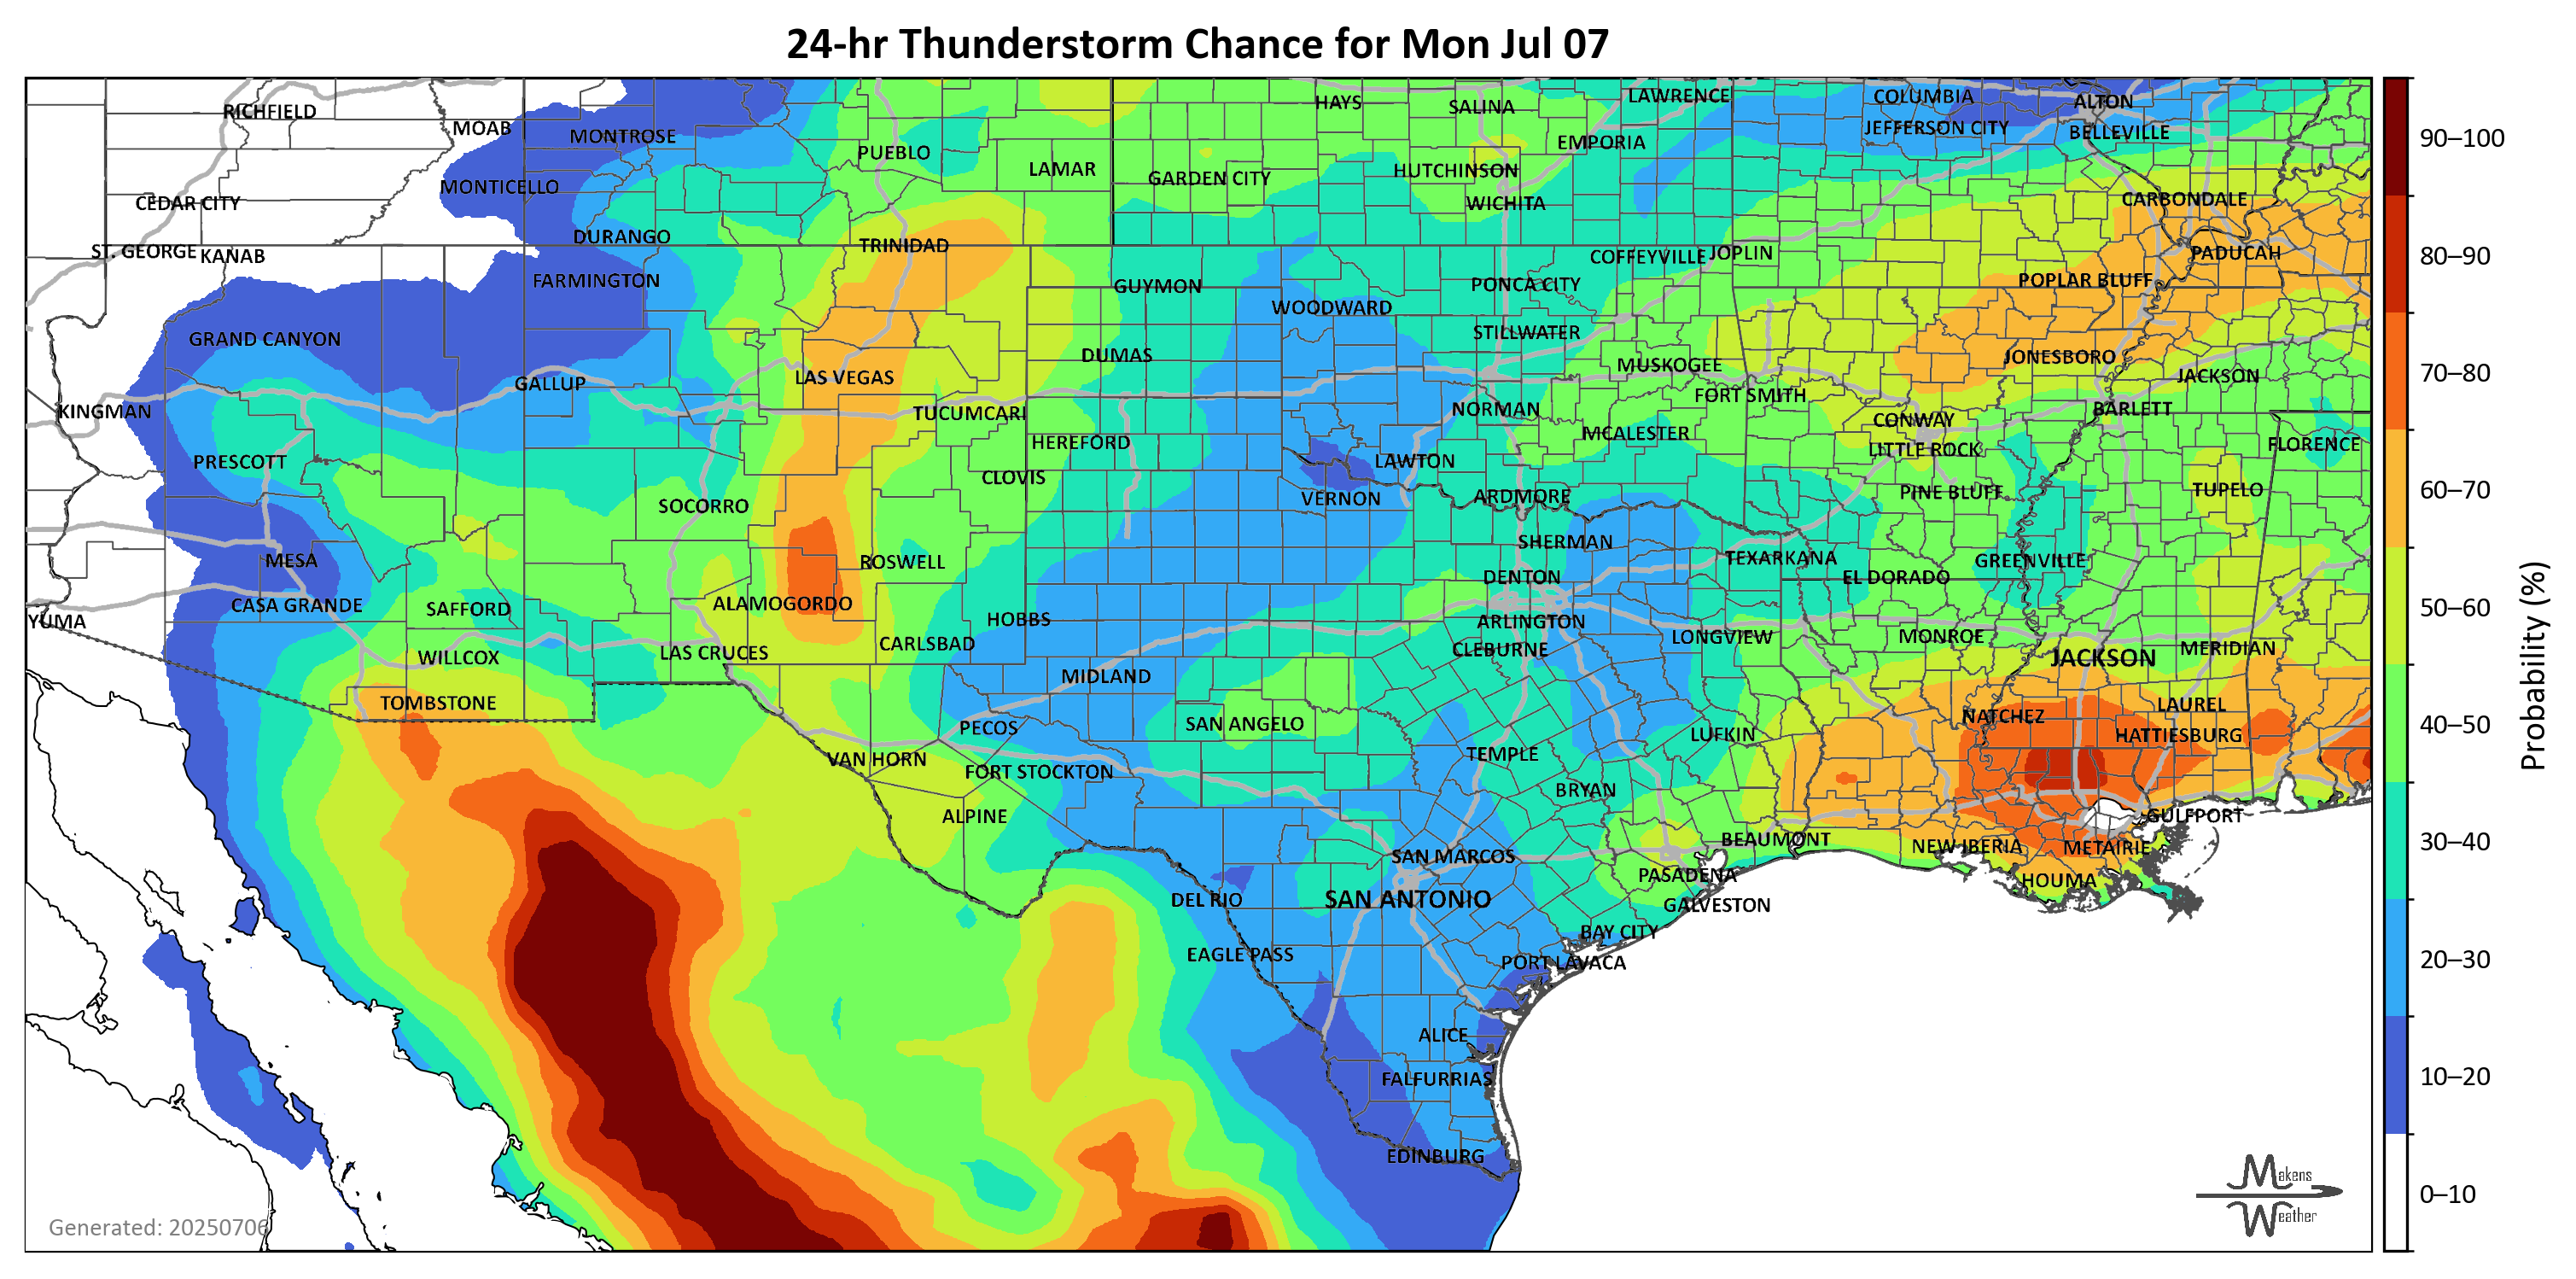 24-hr Thunderstorm Chance for Mon Jul 07
RICHFIELD
MOAB
MONTROSE
PUEBLO
LAMAR
HAYS
SALINA
LAWRENCE
COLUMBIA
ALTON
90–100
JEFFERSON CITY
BELLEVILLE
EMPORIA
HUTCHINSON
GARDEN CITY
MONTICELLO
CEDAR CITY
WICHITA
CARBONDALE
DURANGO
TRINIDAD
ST. GEORGE
KANAB
COFFEYVILLE
JOPLIN
PADUCAH
80–90
FARMINGTON
GUYMON
PONCA CITY
POPLAR BLUFF
WOODWARD
STILLWATER
GRAND CANYON
DUMAS
MUSKOGEE
JONESBORO
70–80
GALLUP
LAS VEGAS
JACKSON
FORT SMITH
KINGMAN
TUCUMCARI
NORMAN
CONWAY
BARLETT
HEREFORD
MCALESTER
LITTLE ROCK
FLORENCE
PRESCOTT
CLOVIS
LAWTON
60–70
SOCORRO
VERNON
ARDMORE
PINE BLUFF
TUPELO
MESA
ROSWELL
SHERMAN
TEXARKANA
GREENVILLE
DENTON
EL DORADO
CASA GRANDE
SAFFORD
ALAMOGORDO
50–60
YUMA
HOBBS
ARLINGTON
LONGVIEW
MONROE
WILLCOX
LAS CRUCES
CARLSBAD
CLEBURNE
JACKSON
MERIDIAN
MIDLAND
Probability (%)
TOMBSTONE
PECOS
SAN ANGELO
LUFKIN
NATCHEZ
LAUREL
HATTIESBURG
40–50
VAN HORN
FORT STOCKTON
TEMPLE
BRYAN
ALPINE
BEAUMONT
GULFPORT
SAN MARCOS
NEW IBERIA
METAIRIE
30–40
DEL RIO
SAN ANTONIO
PASADENA
HOUMA
GALVESTON
EAGLE PASS
BAY CITY
PORT LAVACA
20–30
ALICE
FALFURRIAS
10–20
EDINBURG
Makens
Weather
0–10
Generated: 20250706